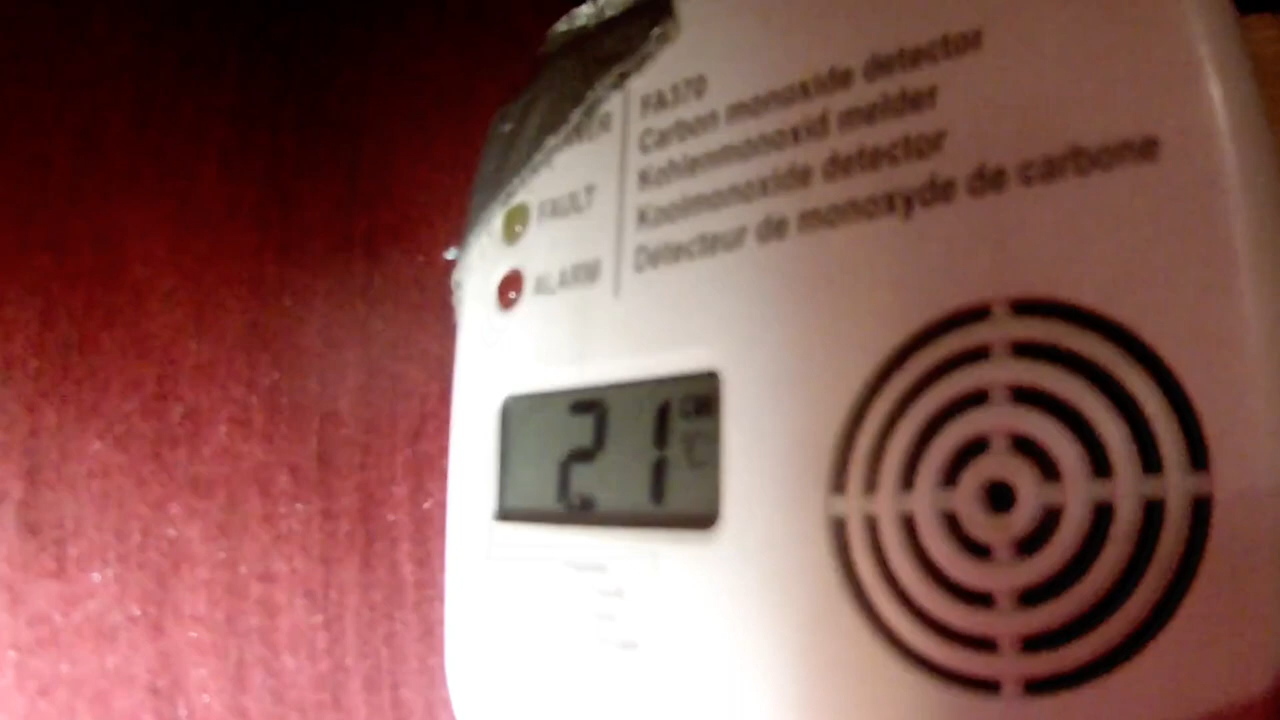 FA370
Carbon monoxide detector
Kohlenmonoxid melder
Koolmonoxide detector
Détecteur de monoxyde de carbone
FAULT
ALARM
21
°C